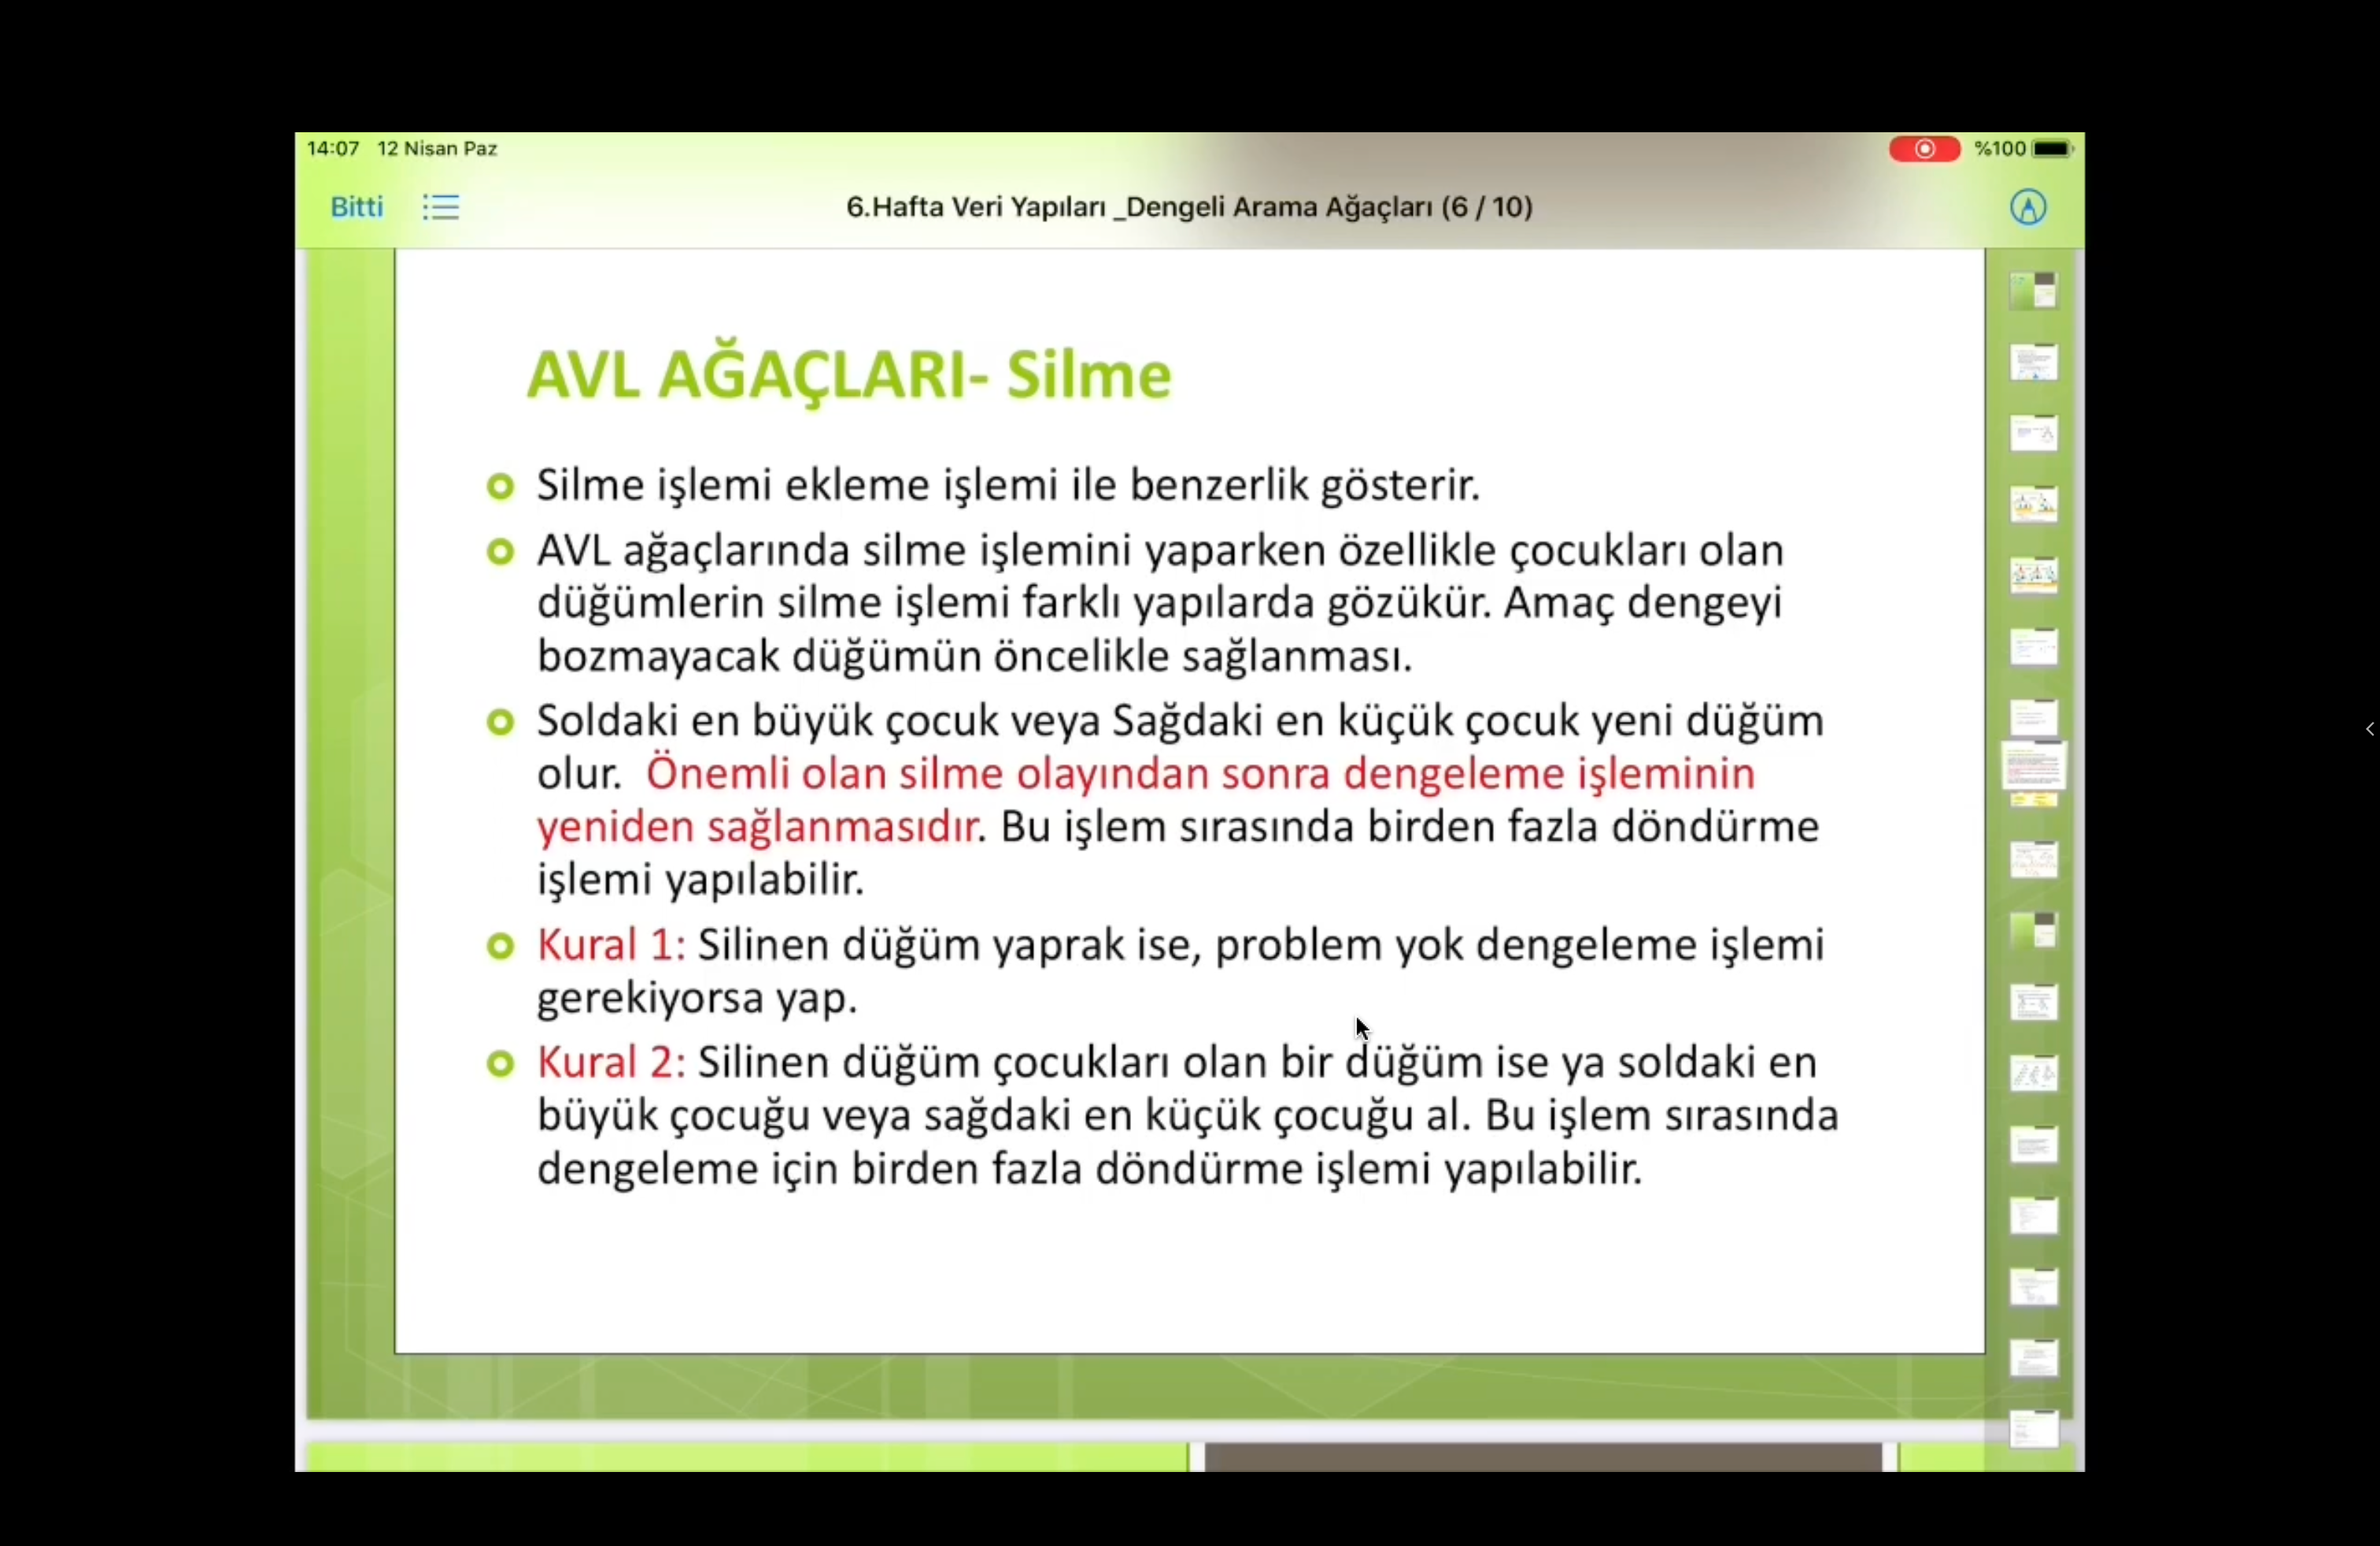 14:07 12 Nisan Paz
%100
Bitti
6.Hafta Veri Yapıları _Dengeli Arama Ağaçları (6 / 10)
AVL AĞAÇLARI- Silme
Silme işlemi ekleme işlemi ile benzerlik gösterir.
AVL ağaçlarında silme işlemini yaparken özellikle çocukları olan
düğümlerin silme işlemi farklı yapılarda gözükür. Amaç dengeyi
bozmayacak düğümün öncelikle sağlanması.
Soldaki en büyük çocuk veya Sağdaki en küçük çocuk yeni düğüm
olur. Önemli olan silme olayından sonra dengeleme işleminin
yeniden sağlanmasıdır. Bu işlem sırasında birden fazla döndürme
işlemi yapılabilir.
Kural 1: Silinen düğüm yaprak ise, problem yok dengeleme işlemi
gerekiyorsa yap.
Kural 2: Silinen düğüm çocukları olan bir düğüm ise ya soldaki en
büyük çocuğu veya sağdaki en küçük çocuğu al. Bu işlem sırasında
dengeleme için birden fazla döndürme işlemi yapılabilir.